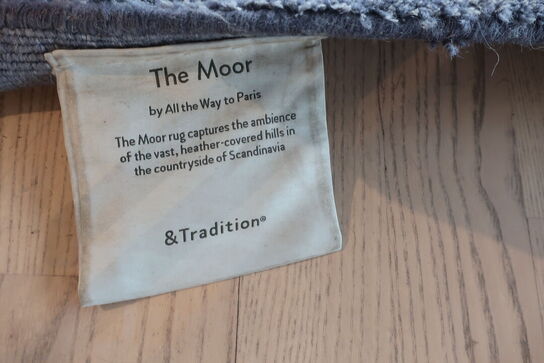 The Moor
by All the Way to Paris
The Moor rug captures the ambience
of the vast, heather-covered hills in
the countryside of Scandinavia
&Tradition®